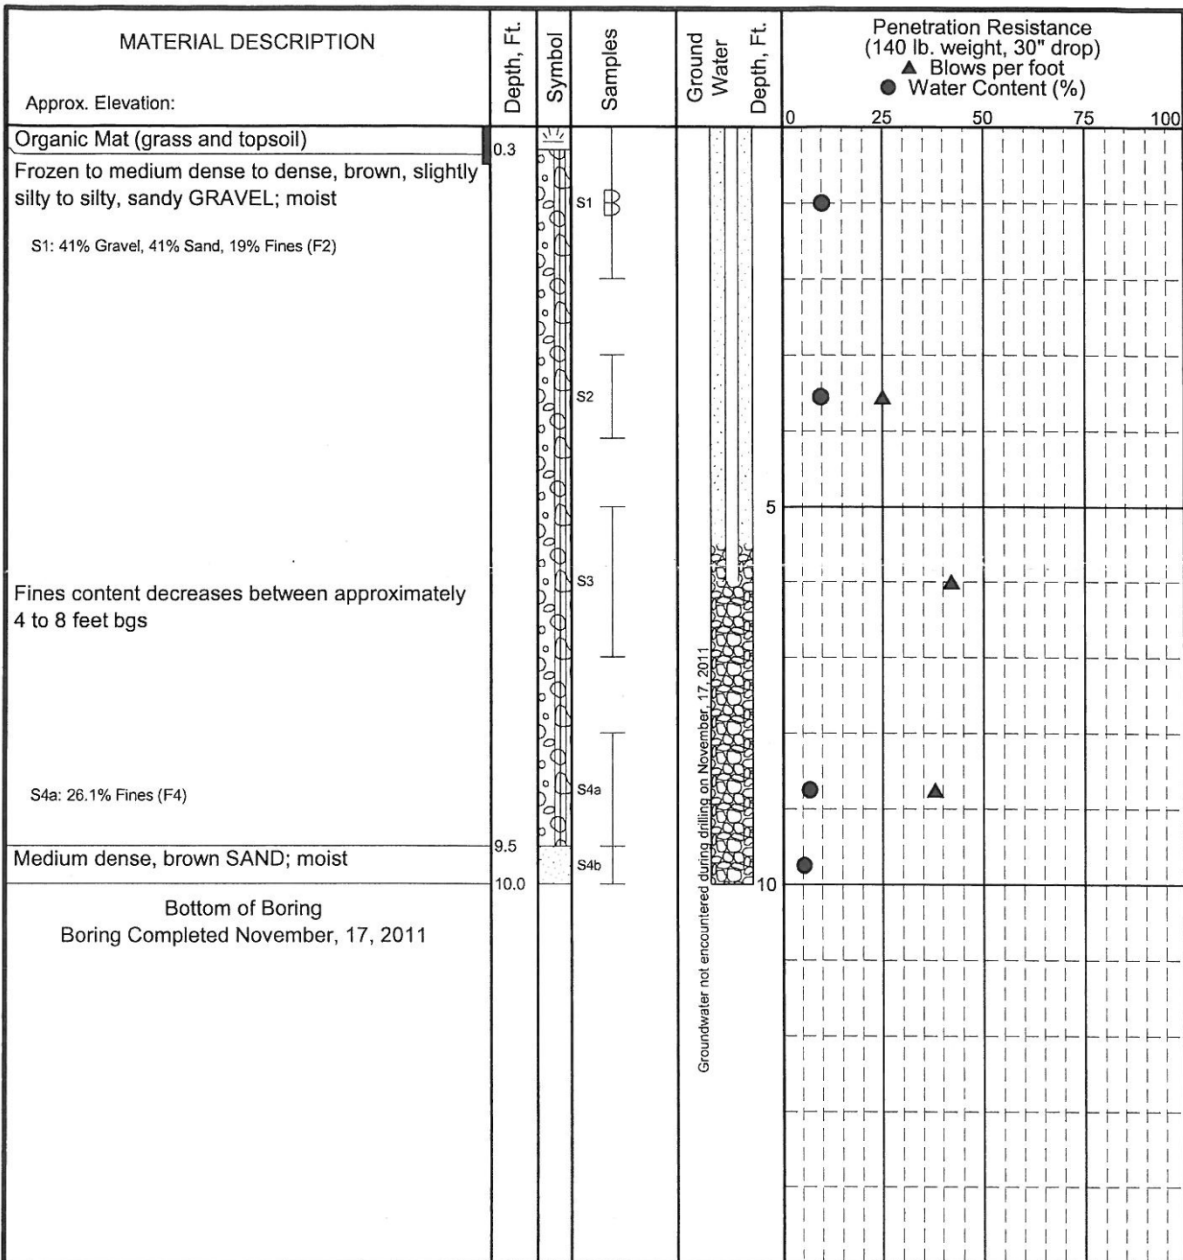 MATERIAL DESCRIPTION
Approx. Elevation:
Depth, Ft.
Symbol
Samples
Ground
Water
Depth, Ft.
Penetration Resistance
(140 lb. weight, 30" drop)
▲ Blows per foot
● Water Content (%)
0 25 50 75 100
Organic Mat (grass and topsoil)
0.3
Frozen to medium dense to dense, brown, slightly
silty to silty, sandy GRAVEL; moist
S1
S1: 41% Gravel, 41% Sand, 19% Fines (F2)
S2
5
S3
Fines content decreases between approximately
4 to 8 feet bgs
Groundwater not encountered during drilling on November, 17, 2011
S4a: 26.1% Fines (F4)
S4a
9.5
Medium dense, brown SAND; moist
S4b
10.0
10
Bottom of Boring
Boring Completed November, 17, 2011